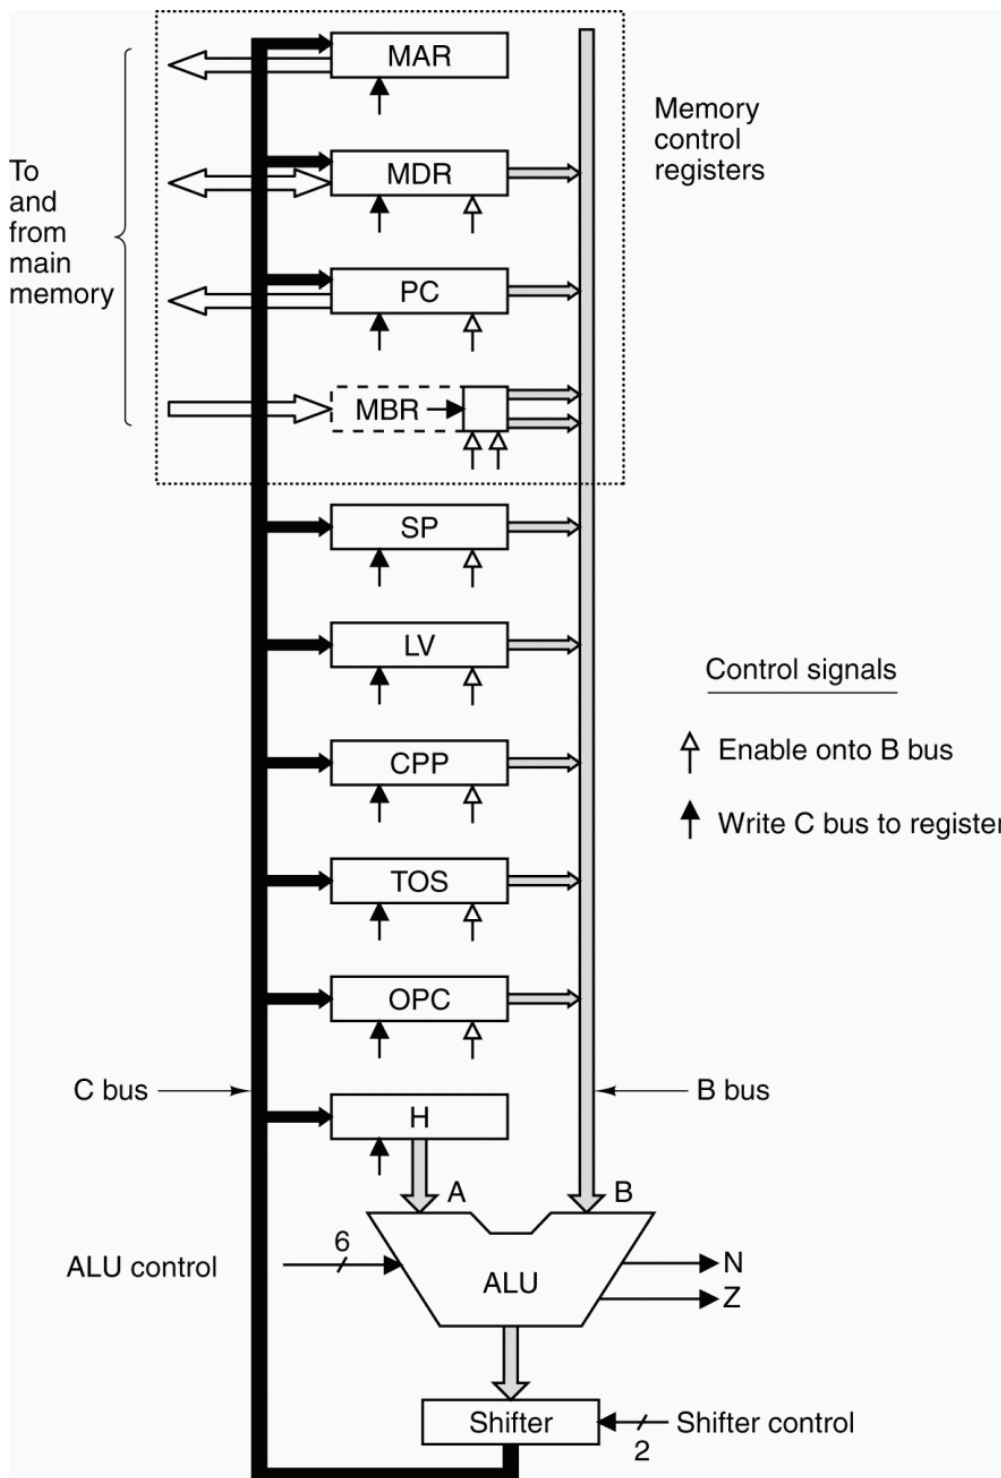 MAR
Memory
control
registers
To
and
from
main
memory
MDR
PC
MBR
SP
LV
Control signals
CPP
Enable onto B bus
Write C bus to register
TOS
OPC
C bus
B bus
H
A
B
6
ALU control
N
ALU
Z
Shifter
Shifter control
2